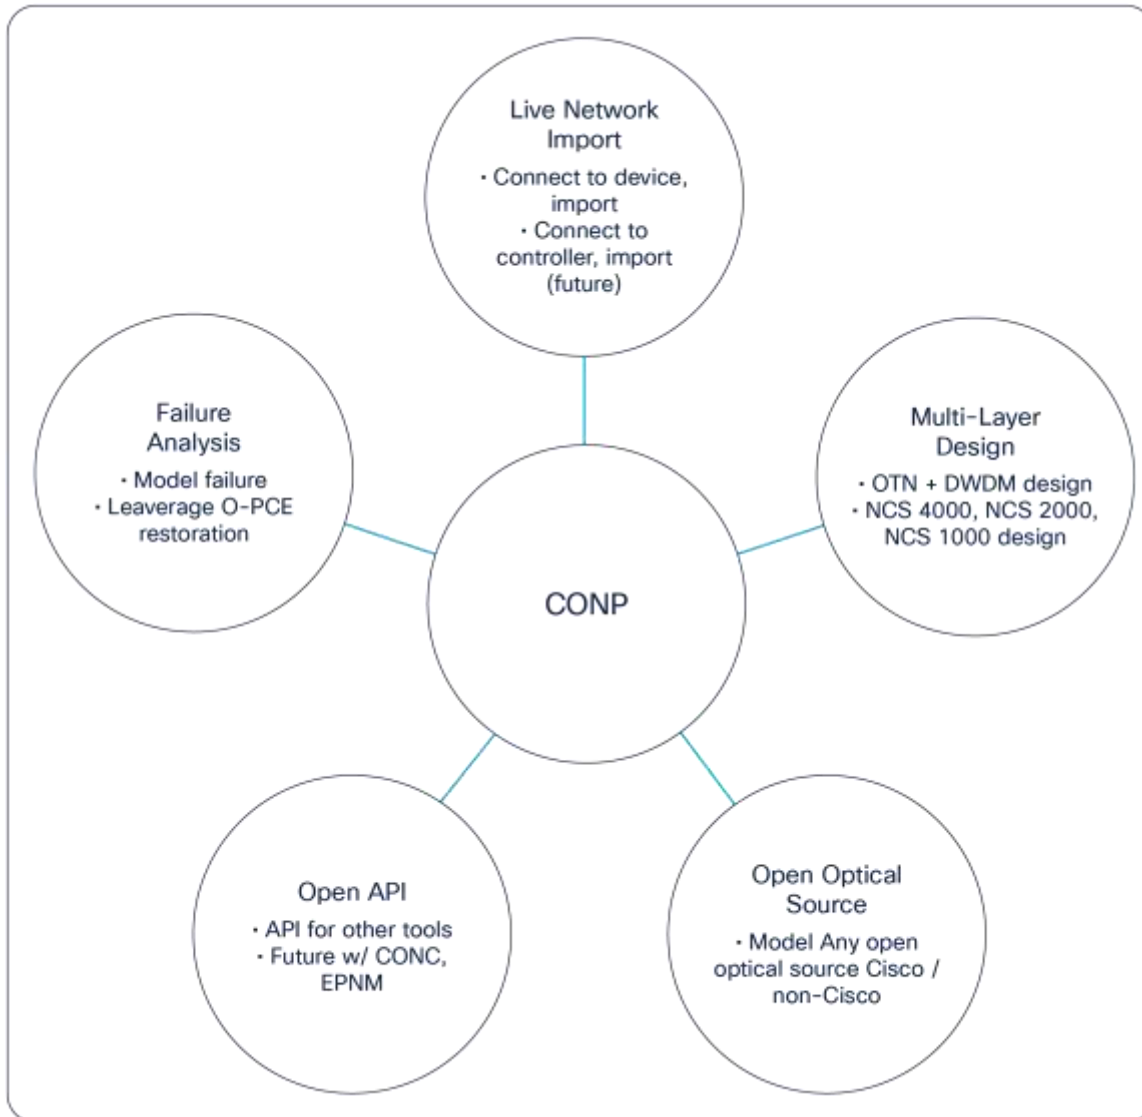 Live Network
Import
· Connect to device,
import
· Connect to
controller, import
(future)
Failure
Analysis
· Model failure
· Leaverage O-PCE
restoration
Multi-Layer
Design
· OTN + DWDM design
· NCS 4000, NCS 2000,
NCS 1000 design
CONP
Open API
· API for other tools
· Future w/ CONC,
EPNM
Open Optical
Source
· Model Any open
optical source Cisco /
non-Cisco